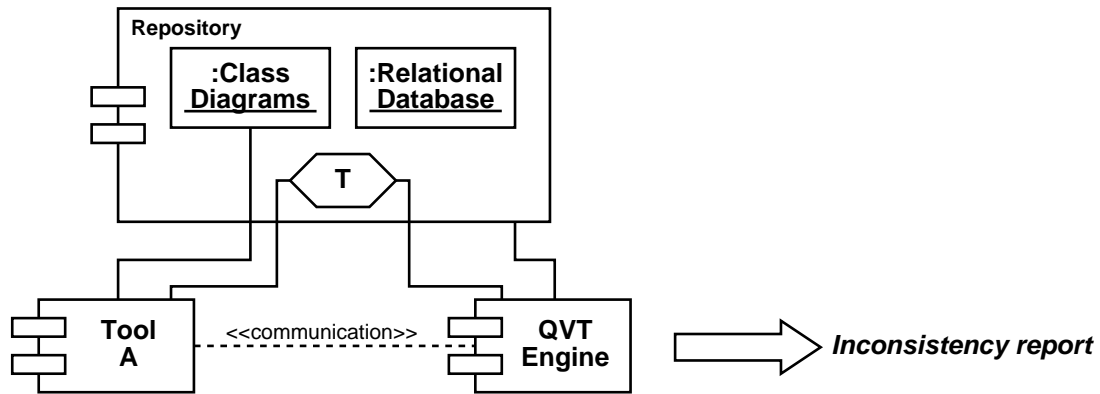 Repository
:Class
Diagrams
:Relational
Database
T
Tool
A
<<communication>>
QVT
Engine
Inconsistency report